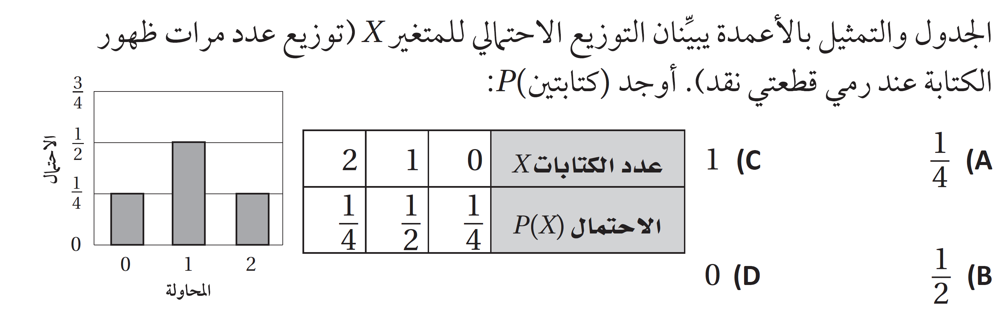 الجدول والتمثيل بالأعمدة يبيِّنان التوزيع الاحتمالي للمتغير X (توزيع عدد مرات ظهور
الكتابة عند رمي قطعتي نقد). أوجد P(كتابتين):
A) 1/4
C) 1
B) 1/2
D) 0
عدد الكتابات X 0 1 2
الاحتمال P(X) 1/4 1/2 1/4
الاحتمال
3/4
1/2
1/4
0
0 1 2
المحاولة